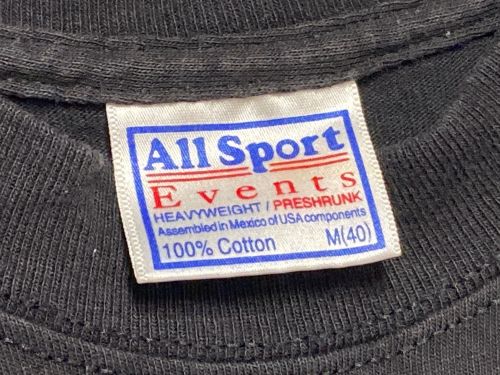 All Sport
Events
HEAVYWEIGHT / PRESHRUNK
Assembled in Mexico of USA components
100% Cotton M(40)